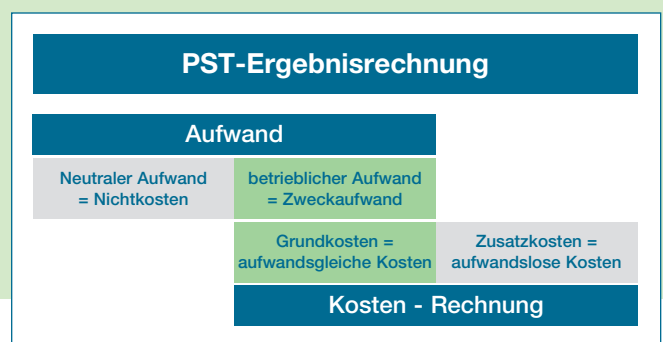 PST-Ergebnisrechnung
Aufwand
Neutraler Aufwand
= Nichtkosten
betrieblicher Aufwand
= Zweckaufwand
Grundkosten =
aufwandsgleiche Kosten
Zusatzkosten =
aufwandslose Kosten
Kosten - Rechnung